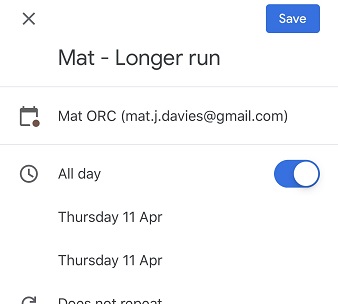 Save
Mat - Longer run
Mat ORC (mat.j.davies@gmail.com)
All day
Thursday 11 Apr
Thursday 11 Apr
Does not repeat